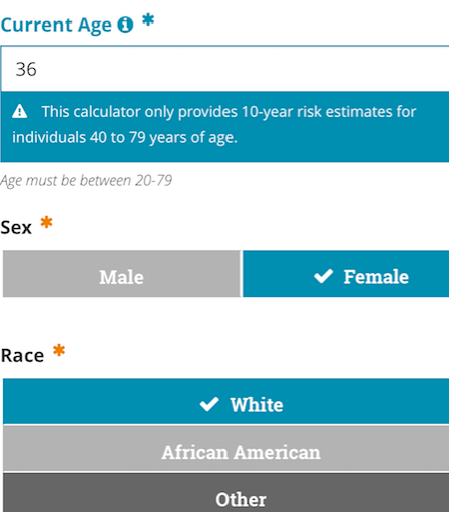 Current Age *
36
This calculator only provides 10-year risk estimates for
individuals 40 to 79 years of age.
Age must be between 20-79
Sex *
Male
Female
Race *
White
African American
Other